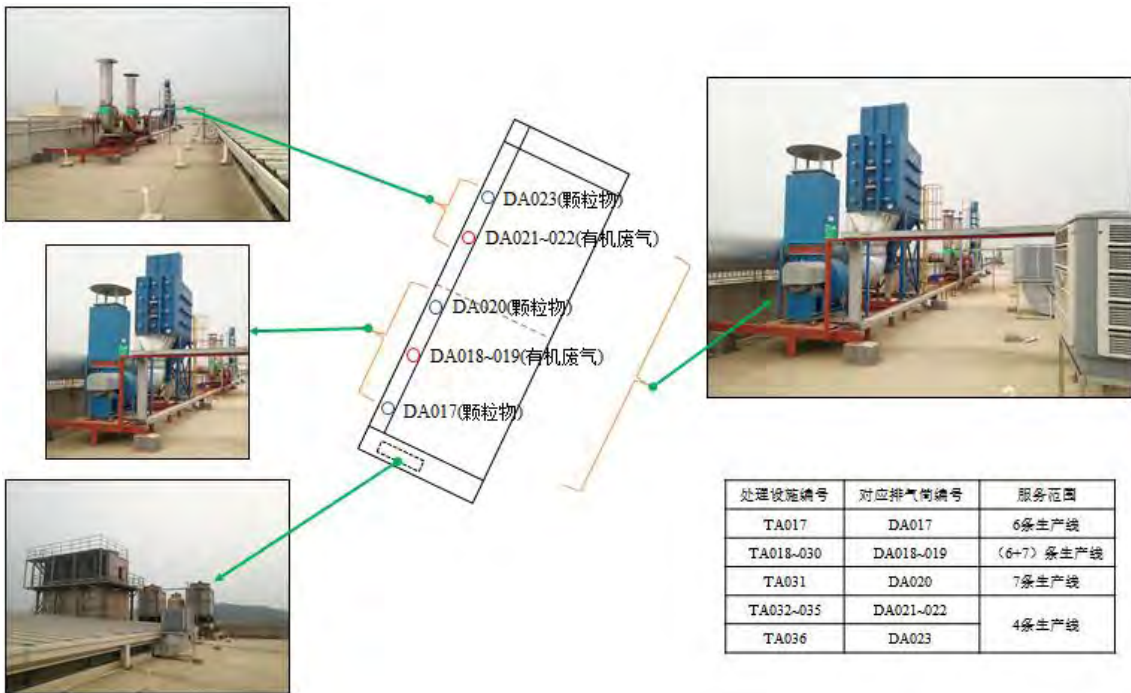 DA023(颗粒物)
DA021~022(有机废气)
DA020(颗粒物)
DA018~019(有机废气)
DA017(颗粒物)
处理设施编号 对应排气筒编号 服务范围
TA017 DA017 6条生产线
TA018~030 DA018~019 (6+7)条生产线
TA031 DA020 7条生产线
TA032~035 DA021~022 4条生产线
TA036 DA023